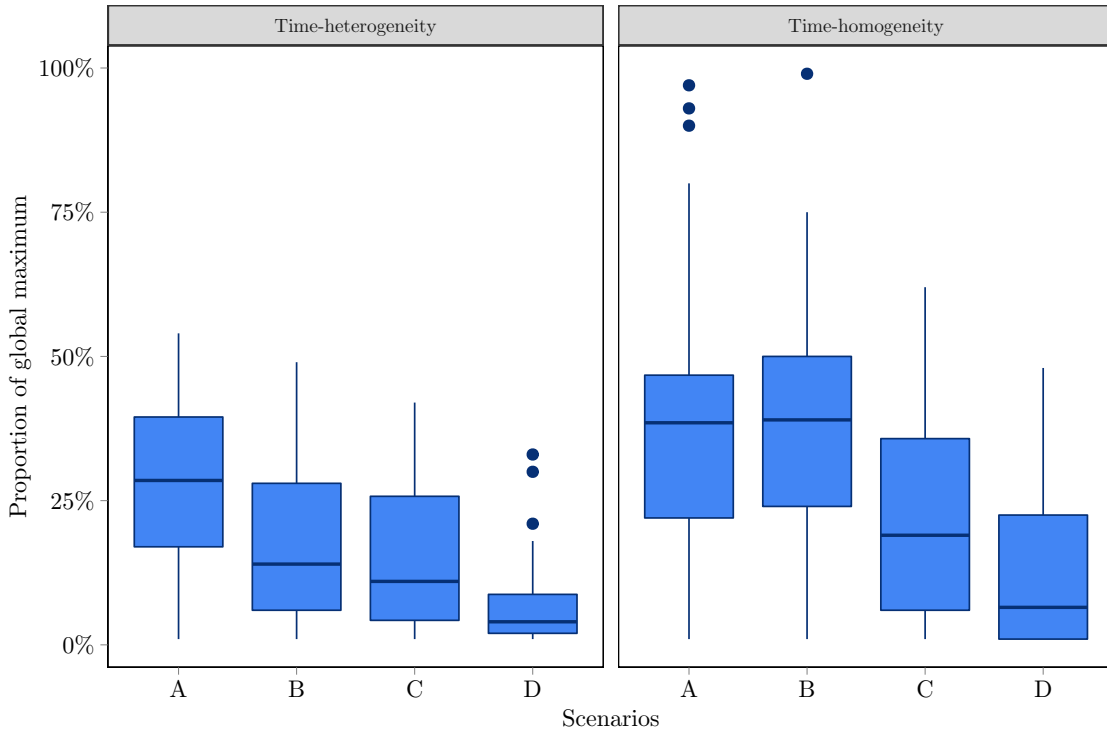 Time-heterogeneity
Time-homogeneity
Proportion of global maximum
100%
75%
50%
25%
0%
A B C D
A B C D
Scenarios